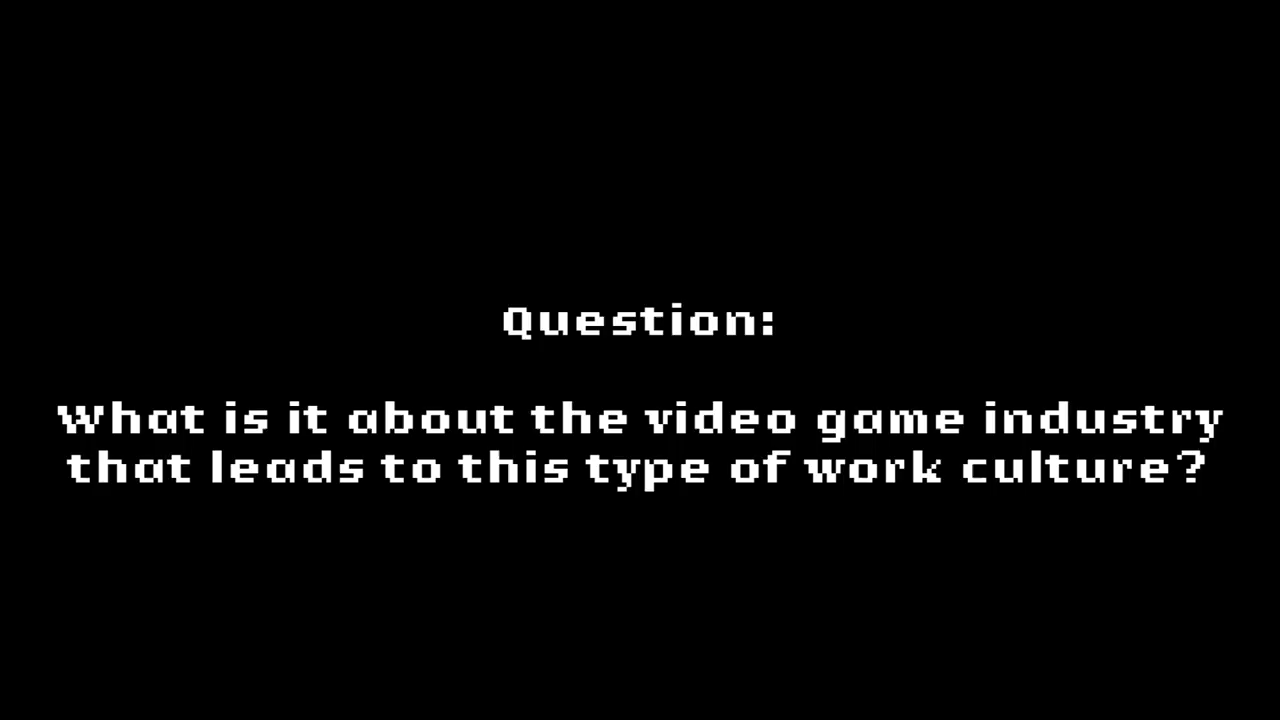 Question:
What is it about the video game industry
that leads to this type of work culture?